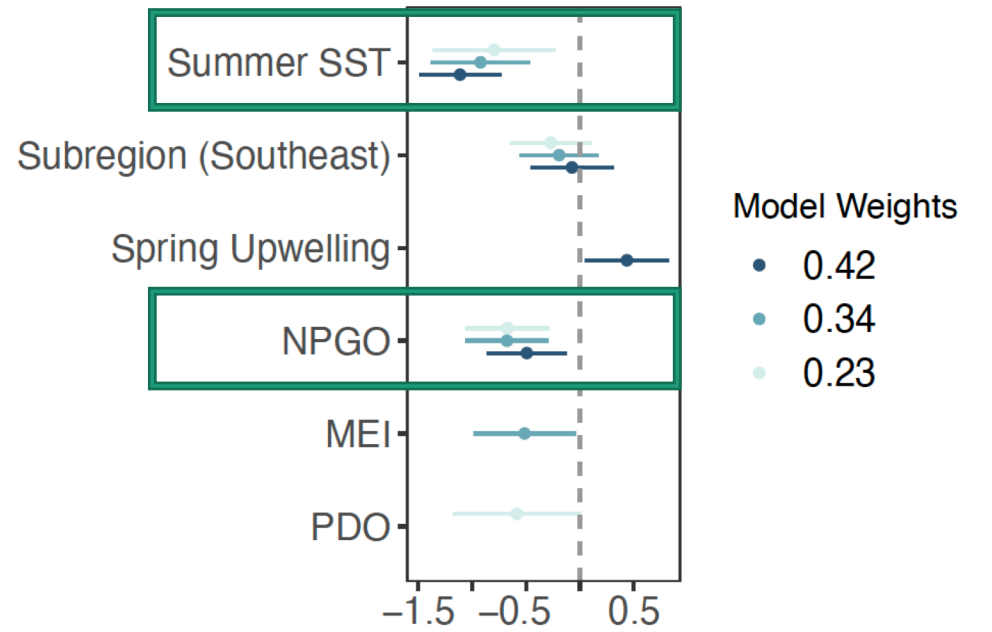 Summer SST
Subregion (Southeast)
Spring Upwelling
NPGO
MEI
PDO
−1.5 −0.5 0.5
Model Weights
0.42
0.34
0.23